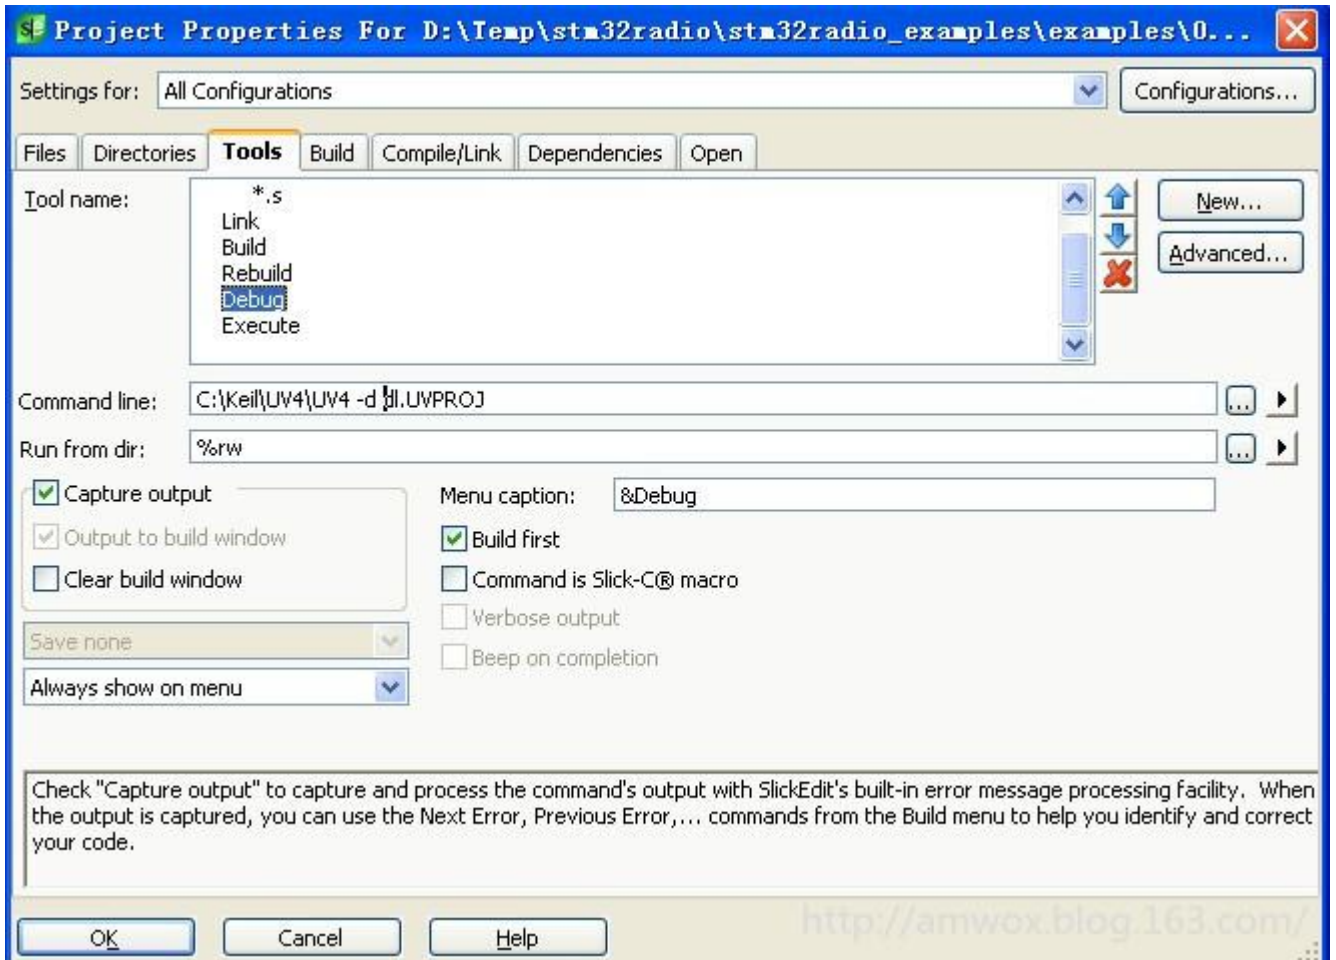 Project Properties For D:\Temp\stm32radio\stm32radio_examples\examples\0...
Settings for: All Configurations Configurations...
Files Directories Tools Build Compile/Link Dependencies Open
Tool name: *.s New...
Link
Build Advanced...
Rebuild
Debug
Execute
Command line: C:\Keil\UV4\UV4 -d dl.UVPROJ ...
Run from dir: %rw ...
Capture output Menu caption: &Debug
Output to build window Build first
Clear build window Command is Slick-C® macro
Save none Verbose output
Beep on completion
Always show on menu
Check "Capture output" to capture and process the command's output with SlickEdit's built-in error message processing facility. When
the output is captured, you can use the Next Error, Previous Error,... commands from the Build menu to help you identify and correct
your code.
OK Cancel Help
http://amwox.blog.163.com/